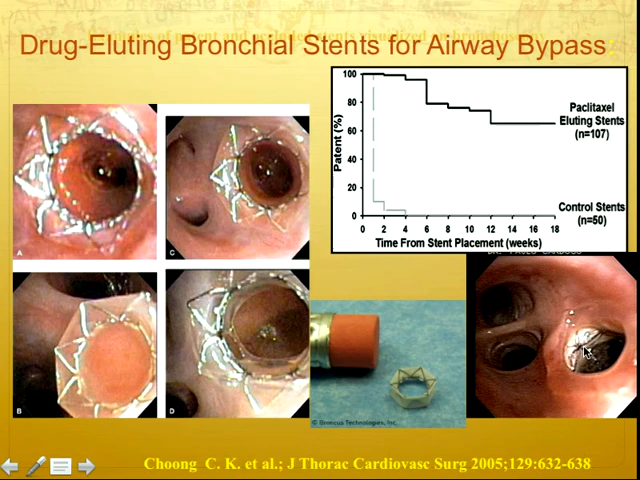 Drug-Eluting Bronchial Stents for Airway Bypass
100
80
60
40
20
0
Patent (%)
Paclitaxel
Eluting Stents
(n=107)
Control Stents
(n=50)
0 2 4 6 8 10 12 14 16 18
Time From Stent Placement (weeks)
A
C
B
D
© Broncus Technologies, Inc.
Choong C. K. et al.; J Thorac Cardiovasc Surg 2005;129:632-638